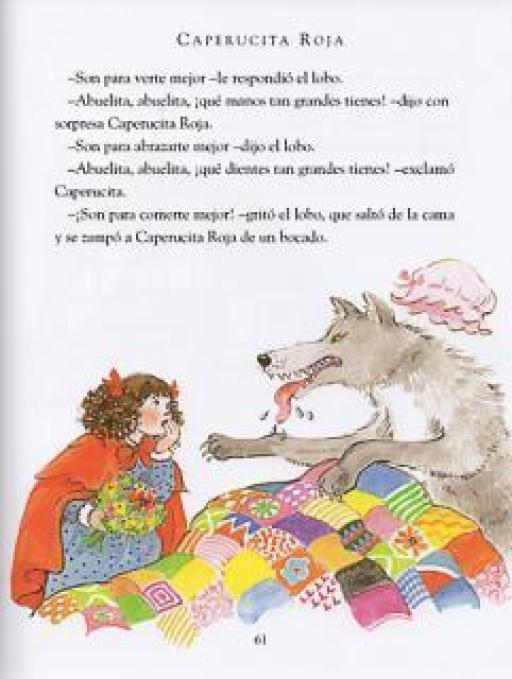 CAPERUCITA ROJA
–Son para verte mejor –le respondió el lobo.
–Abuelita, abuelita, ¡qué manos tan grandes tienes! –dijo con
sorpresa Caperucita Roja.
–Son para abrazarte mejor –dijo el lobo.
–Abuelita, abuelita, ¡qué dientes tan grandes tienes! –exclamó
Caperucita.
–¡Son para comerte mejor! –gritó el lobo, que saltó de la cama
y se zampó a Caperucita Roja de un bocado.
61